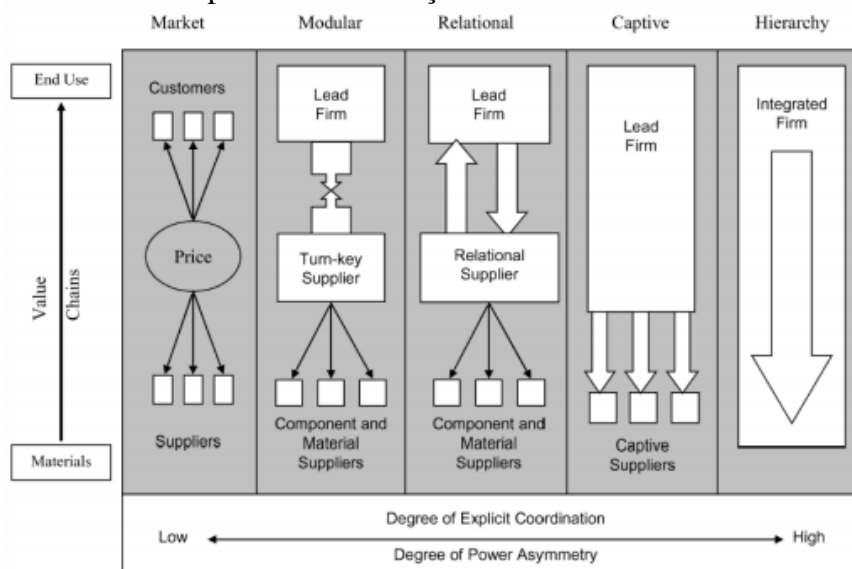 Market Modular Relational Captive Hierarchy
End Use
Value
Chains
Materials
Customers
Price
Suppliers
Lead
Firm
Turn-key
Supplier
Component and
Material
Suppliers
Lead
Firm
Relational
Supplier
Component and
Material
Suppliers
Lead
Firm
Captive
Suppliers
Integrated
Firm
Degree of Explicit Coordination
Low High
Degree of Power Asymmetry